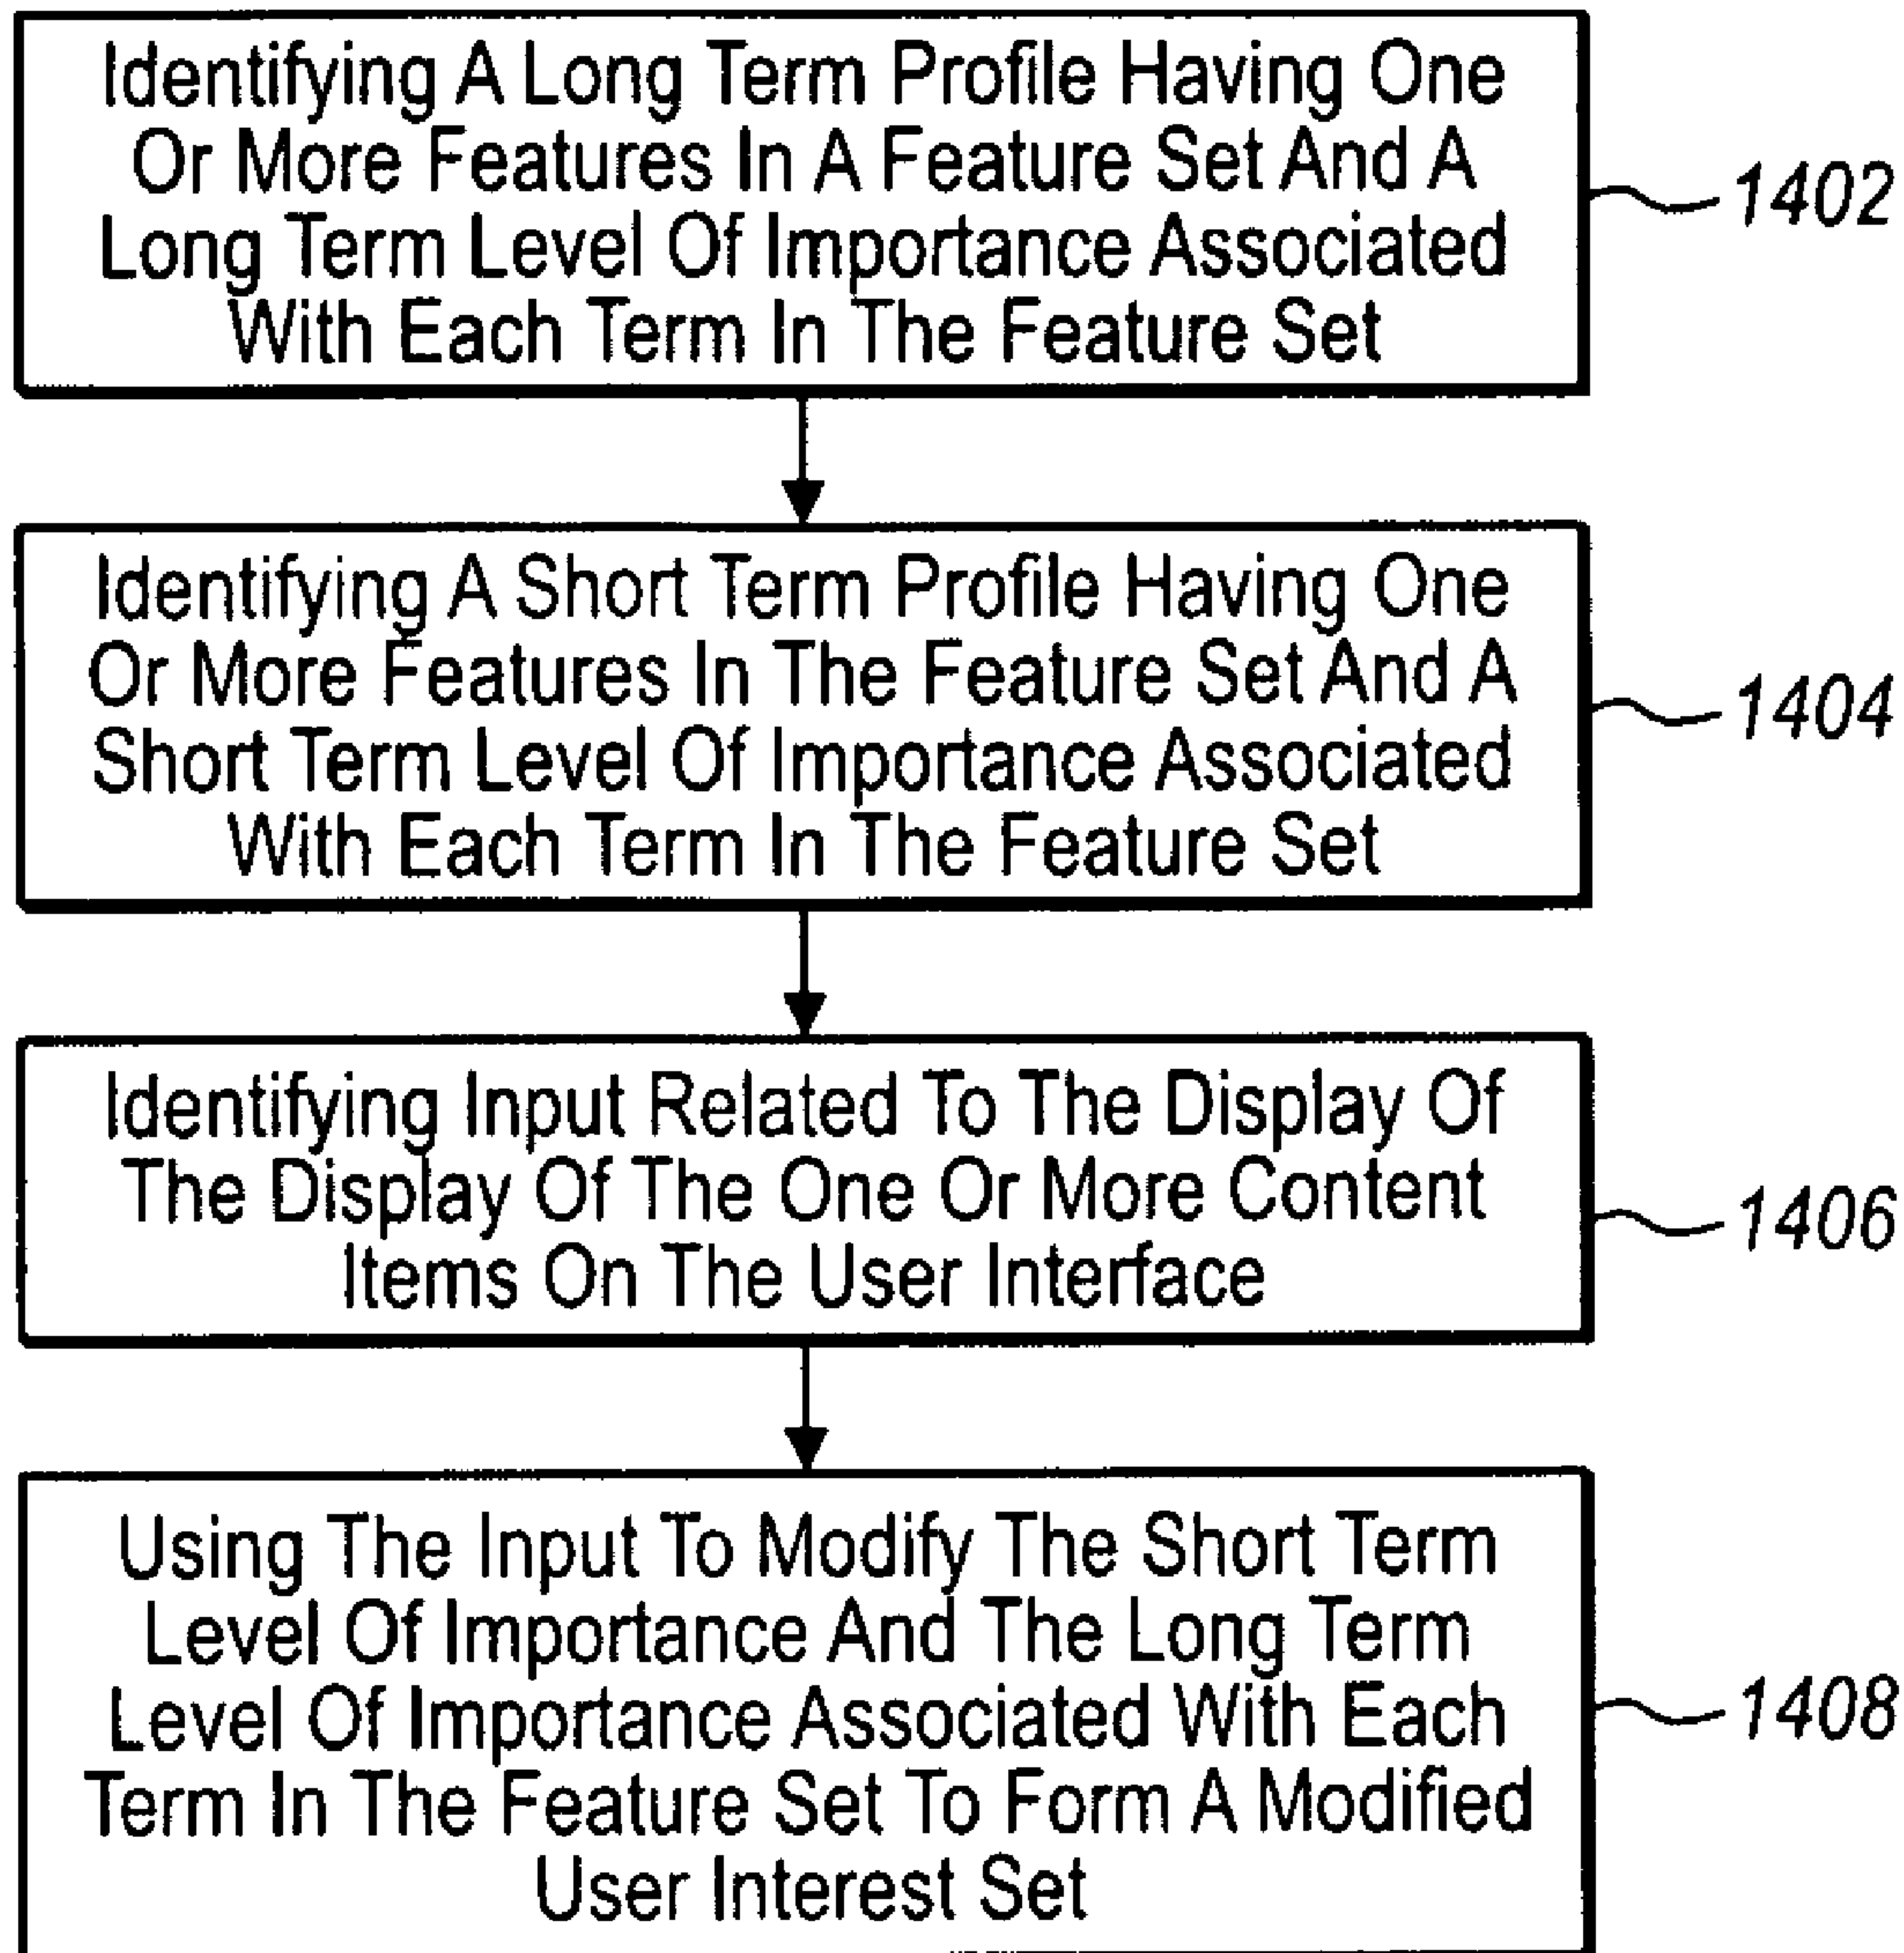 Identifying A Long Term Profile Having One
Or More Features In A Feature Set And A
Long Term Level Of Importance Associated
With Each Term In The Feature Set
1402
Identifying A Short Term Profile Having One
Or More Features In The Feature Set And A
Short Term Level Of Importance Associated
With Each Term In The Feature Set
1404
Identifying Input Related To The Display Of
The Display Of The One Or More Content
Items On The User Interface
1406
Using The Input To Modify The Short Term
Level Of Importance And The Long Term
Level Of Importance Associated With Each
Term In The Feature Set To Form A Modified
User Interest Set
1408